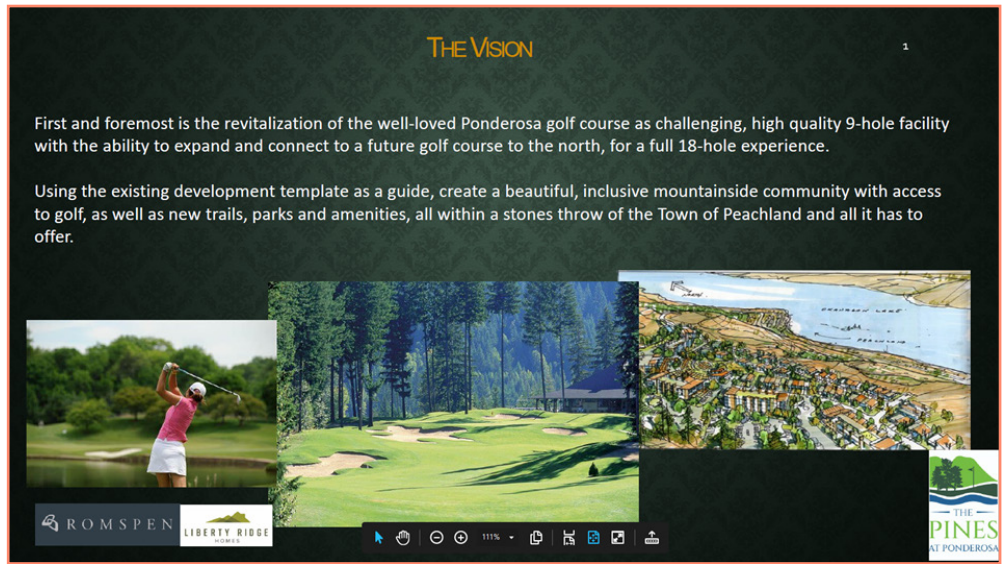 THE VISION
1
First and foremost is the revitalization of the well-loved Ponderosa golf course as challenging, high quality 9-hole facility
with the ability to expand and connect to a future golf course to the north, for a full 18-hole experience.
Using the existing development template as a guide, create a beautiful, inclusive mountainside community with access
to golf, as well as new trails, parks and amenities, all within a stones throw of the Town of Peachland and all it has to
offer.
OKANAGAN LAKE
PEACHLAND
ROMSPEN
LIBERTY RIDGE
HOMES
111%
THE
PINES
AT PONDEROSA